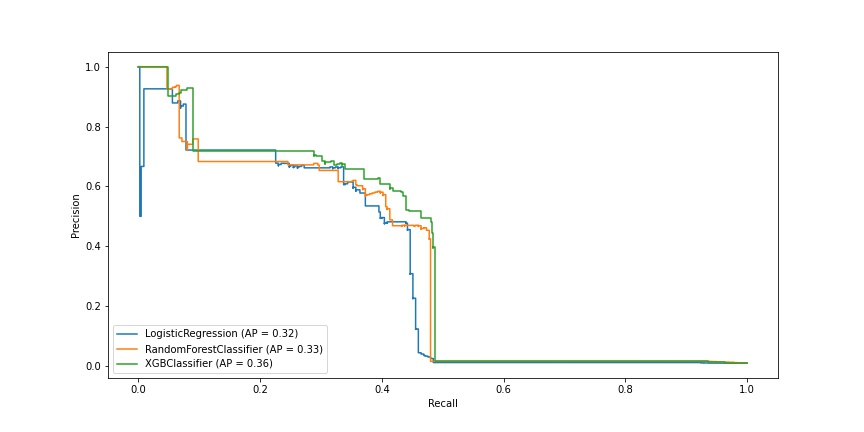 1.0
0.8
0.6
0.4
0.2
0.0
Precision
LogisticRegression (AP = 0.32)
RandomForestClassifier (AP = 0.33)
XGBClassifier (AP = 0.36)
0.0 0.2 0.4 0.6 0.8 1.0
Recall